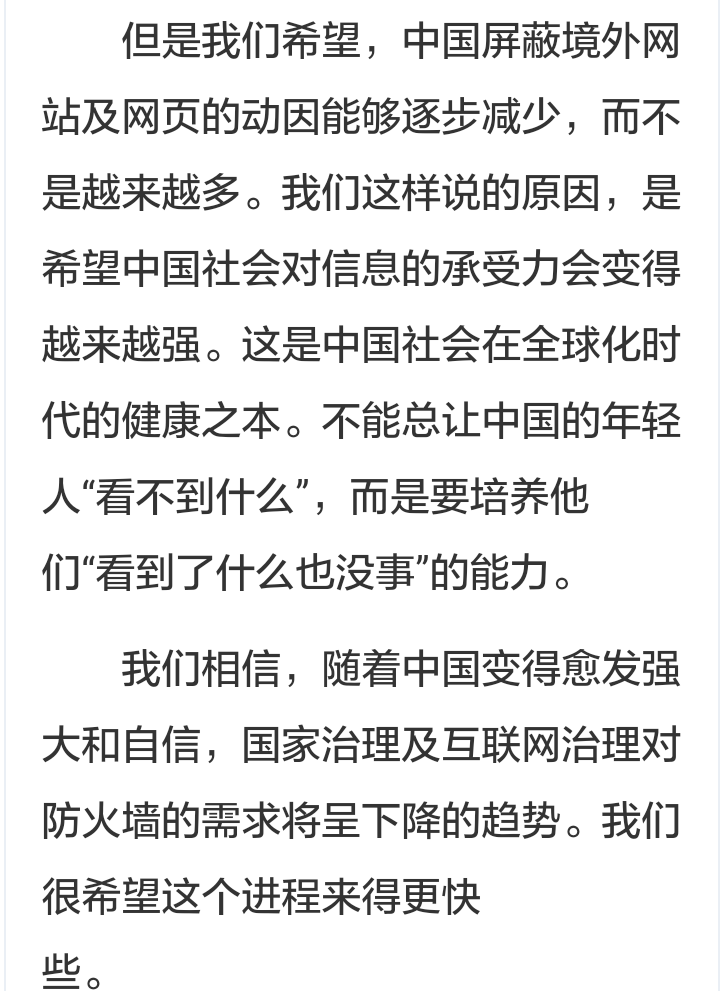 但是我们希望，中国屏蔽境外网
站及网页的动因能够逐步减少，而不
是越来越多。我们这样说的原因，是
希望中国社会对信息的承受力会变得
越来越强。这是中国社会在全球化时
代的健康之本。不能总让中国的年轻
人“看不到什么”，而是要培养他
们“看到了什么也没事”的能力。
我们相信，随着中国变得愈发强
大和自信，国家治理及互联网治理对
防火墙的需求将呈下降的趋势。我们
很希望这个进程来得更快
些。